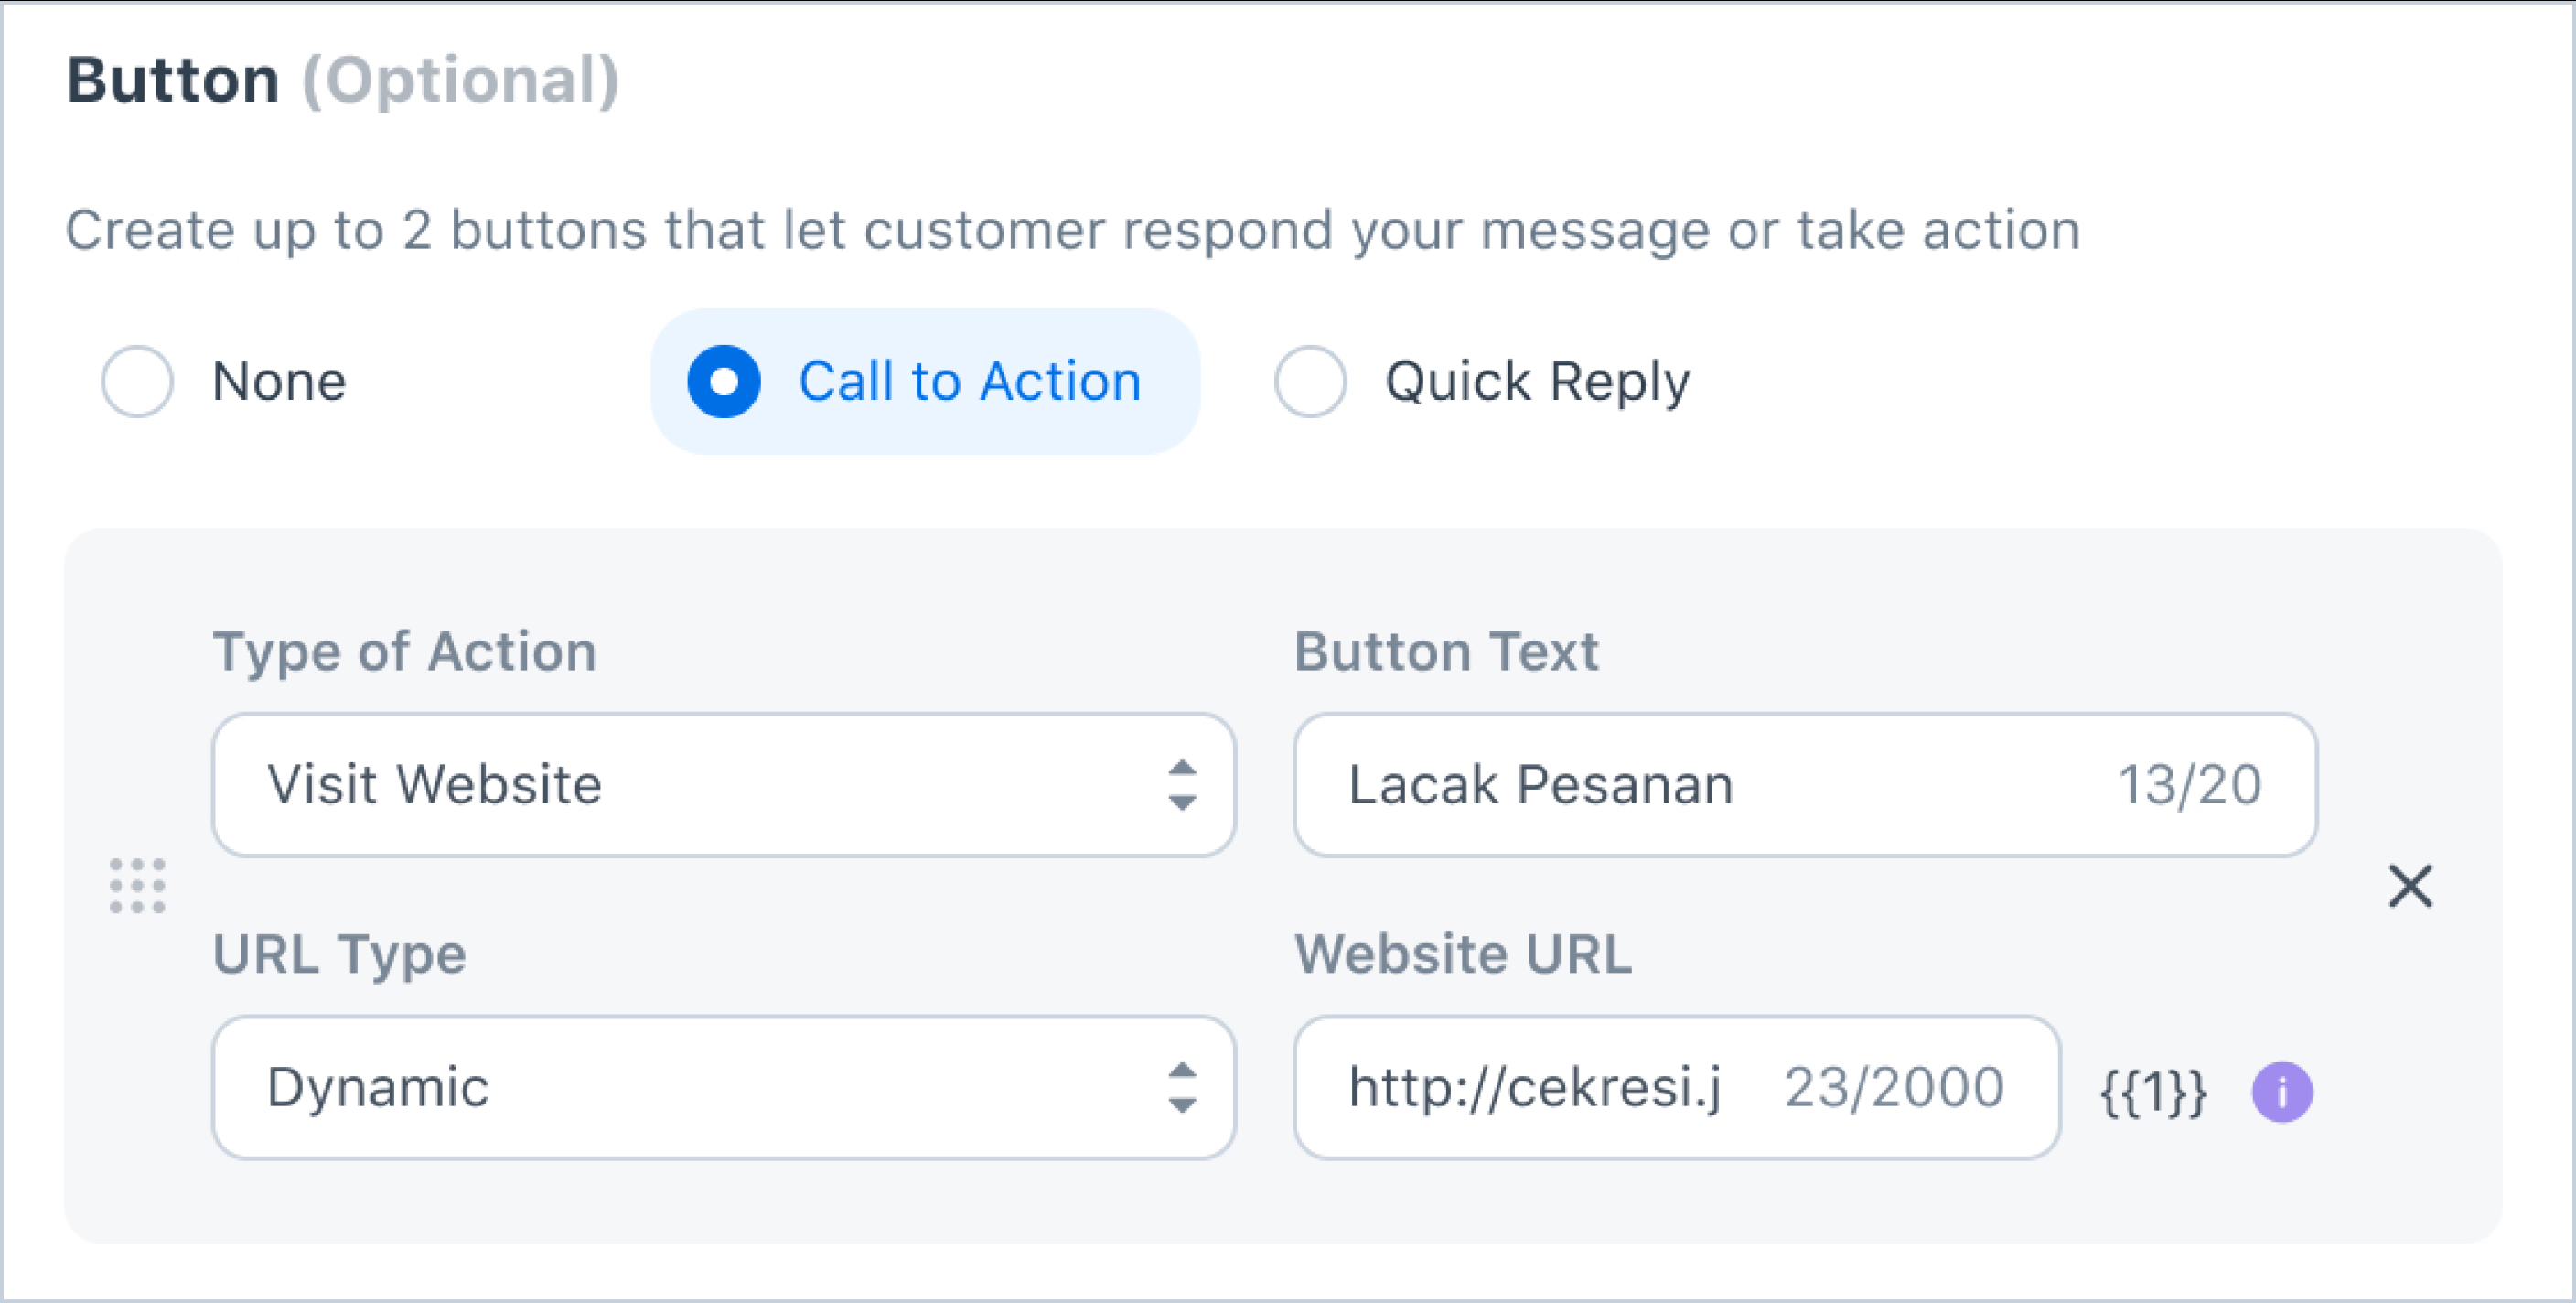 Button (Optional)
Create up to 2 buttons that let customer respond your message or take action
None
Call to Action
Quick Reply
Type of Action
Button Text
Visit Website
Lacak Pesanan
13/20
URL Type
Website URL
Dynamic
http://cekresi.j
23/2000
{{1}}
i